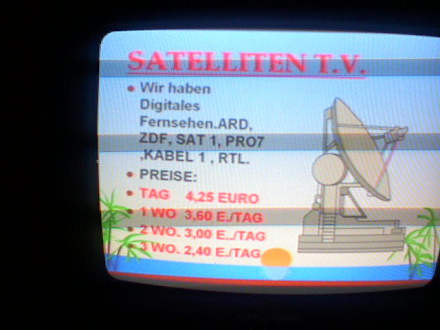 SATELLITEN T.V.
Wir haben
Digitales
Fernsehen.ARD,
ZDF, SAT 1, PRO7
,KABEL 1 , RTL.
PREISE:
TAG 4,25 EURO
1 WO 3,60 E./TAG
2 WO. 3,00 E../TAG
3 WO. 2,40 E./TAG